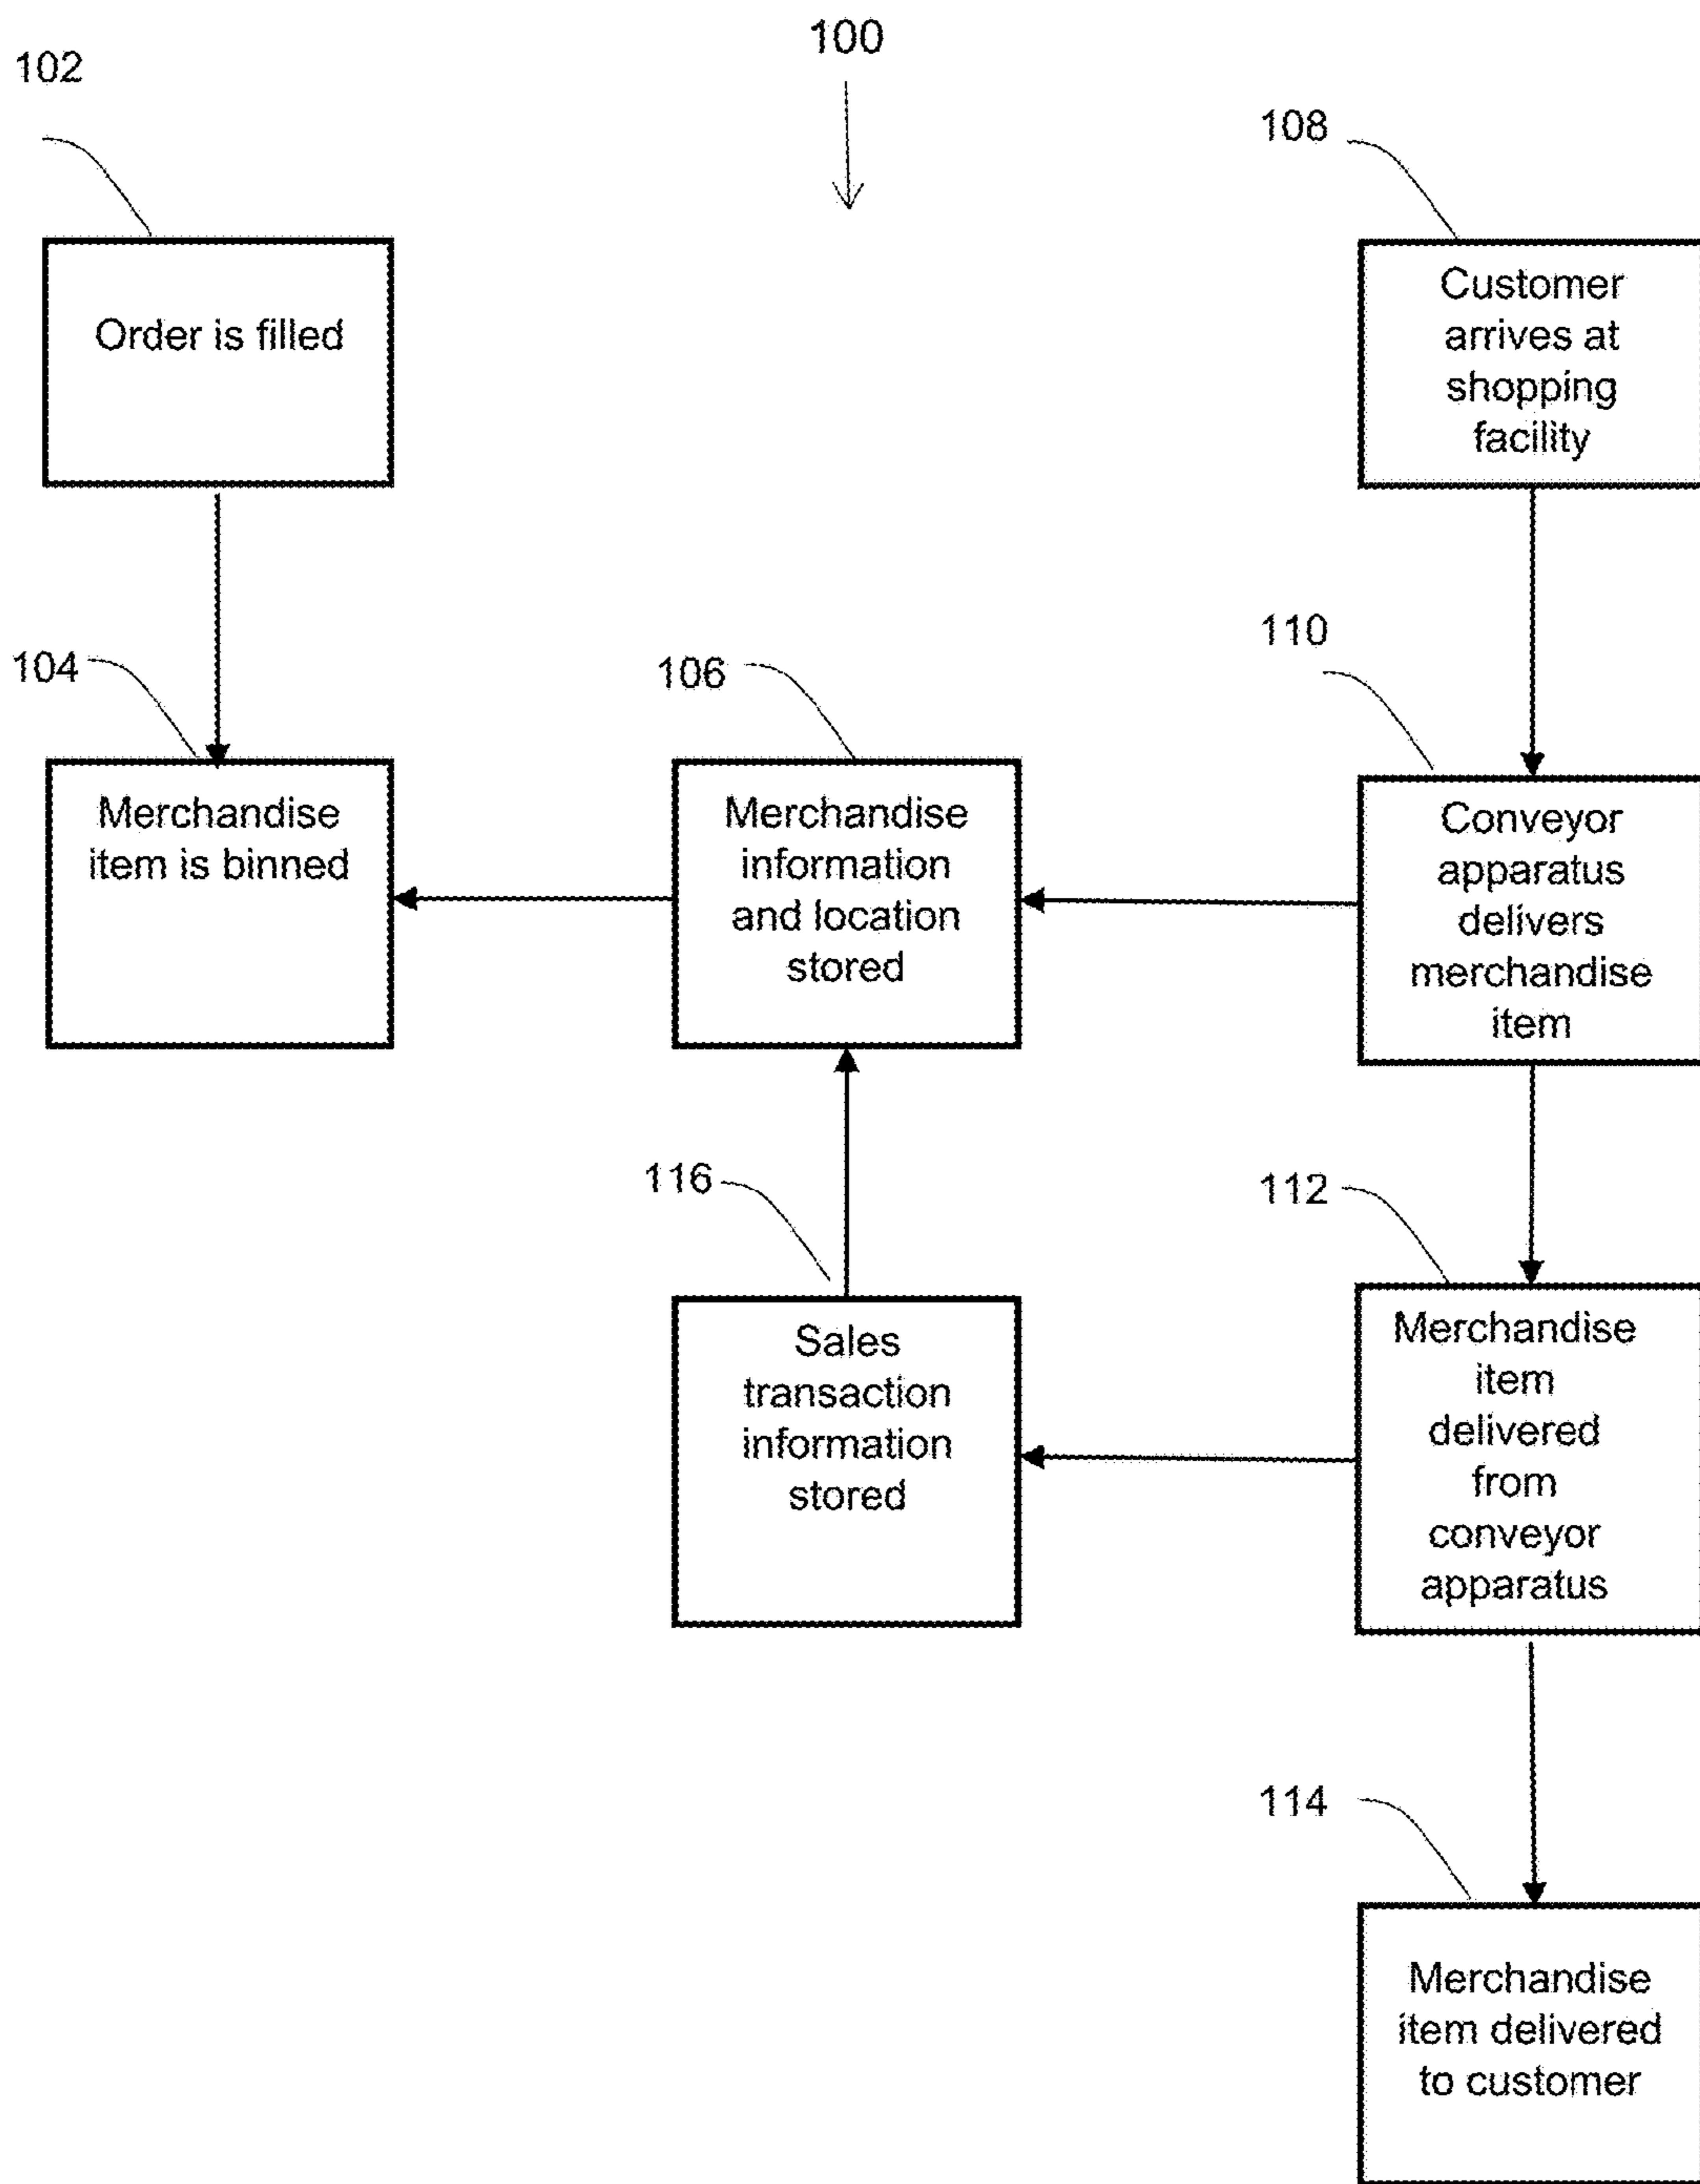 100
102
108
Order is filled
Customer
arrives at
shopping
facility
104
106
110
Merchandise
item is binned
Merchandise
information
and location
stored
Conveyor
apparatus
delivers
merchandise
item
116
112
Sales
transaction
information
stored
Merchandise
item
delivered
from
conveyor
apparatus
114
Merchandise
item delivered
to customer